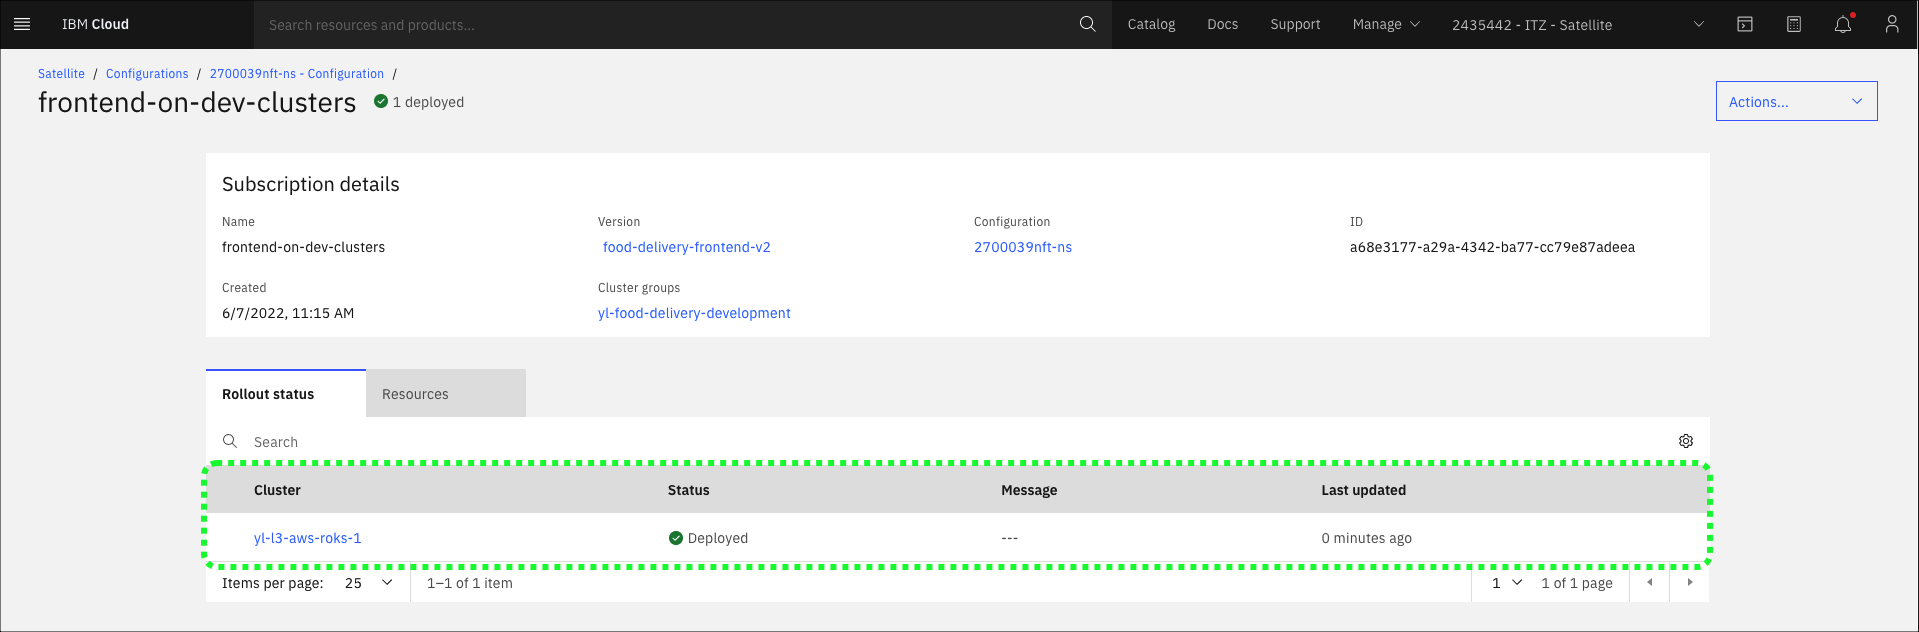 IBM Cloud
Search resources and products...
Catalog
Docs
Support
Manage
2435442 - ITZ - Satellite
Satellite / Configurations / 2700039nft-ns - Configuration /
frontend-on-dev-clusters
1 deployed
Actions...
Subscription details
Name
Version
Configuration
ID
frontend-on-dev-clusters
food-delivery-frontend-v2
2700039nft-ns
a68e3177-a29a-4342-ba77-cc79e87adeea
Created
Cluster groups
6/7/2022, 11:15 AM
yl-food-delivery-development
Rollout status
Resources
Search
Cluster
Status
Message
Last updated
yl-l3-aws-roks-1
Deployed
---
0 minutes ago
Items per page: 25
1–1 of 1 item
1
1 of 1 page